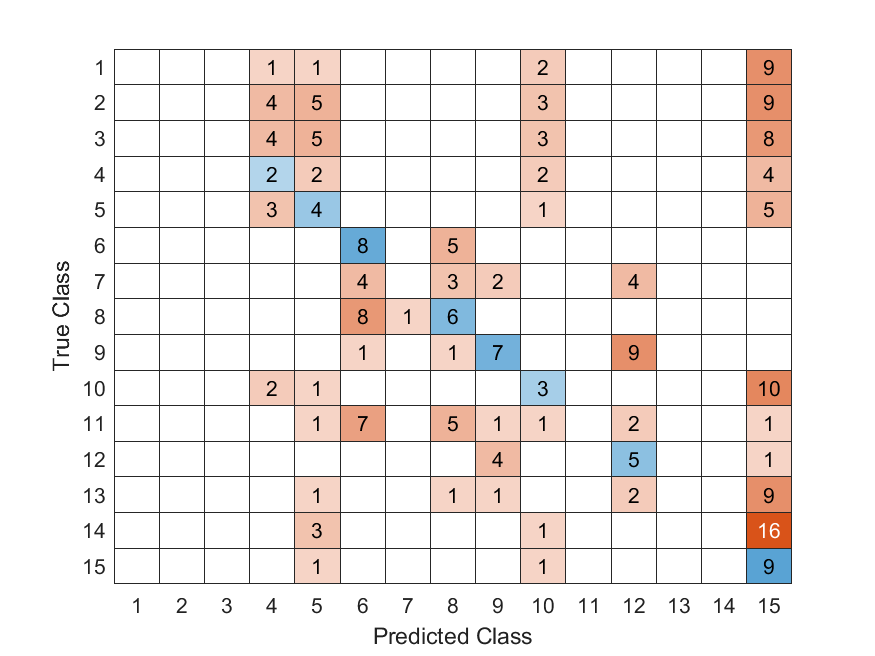 1 1 1 2 9
2 4 5 3 9
3 4 5 3 8
4 2 2 2 4
5 3 4 1 5
6 8 5
7 4 3 2 4
8 8 1 6
9 1 1 7 9
10 2 1 3 10
11 1 7 5 1 1 2 1
12 4 5 1
13 1 1 1 2 9
14 3 1 16
15 1 1 9
True Class
1 2 3 4 5 6 7 8 9 10 11 12 13 14 15
Predicted Class